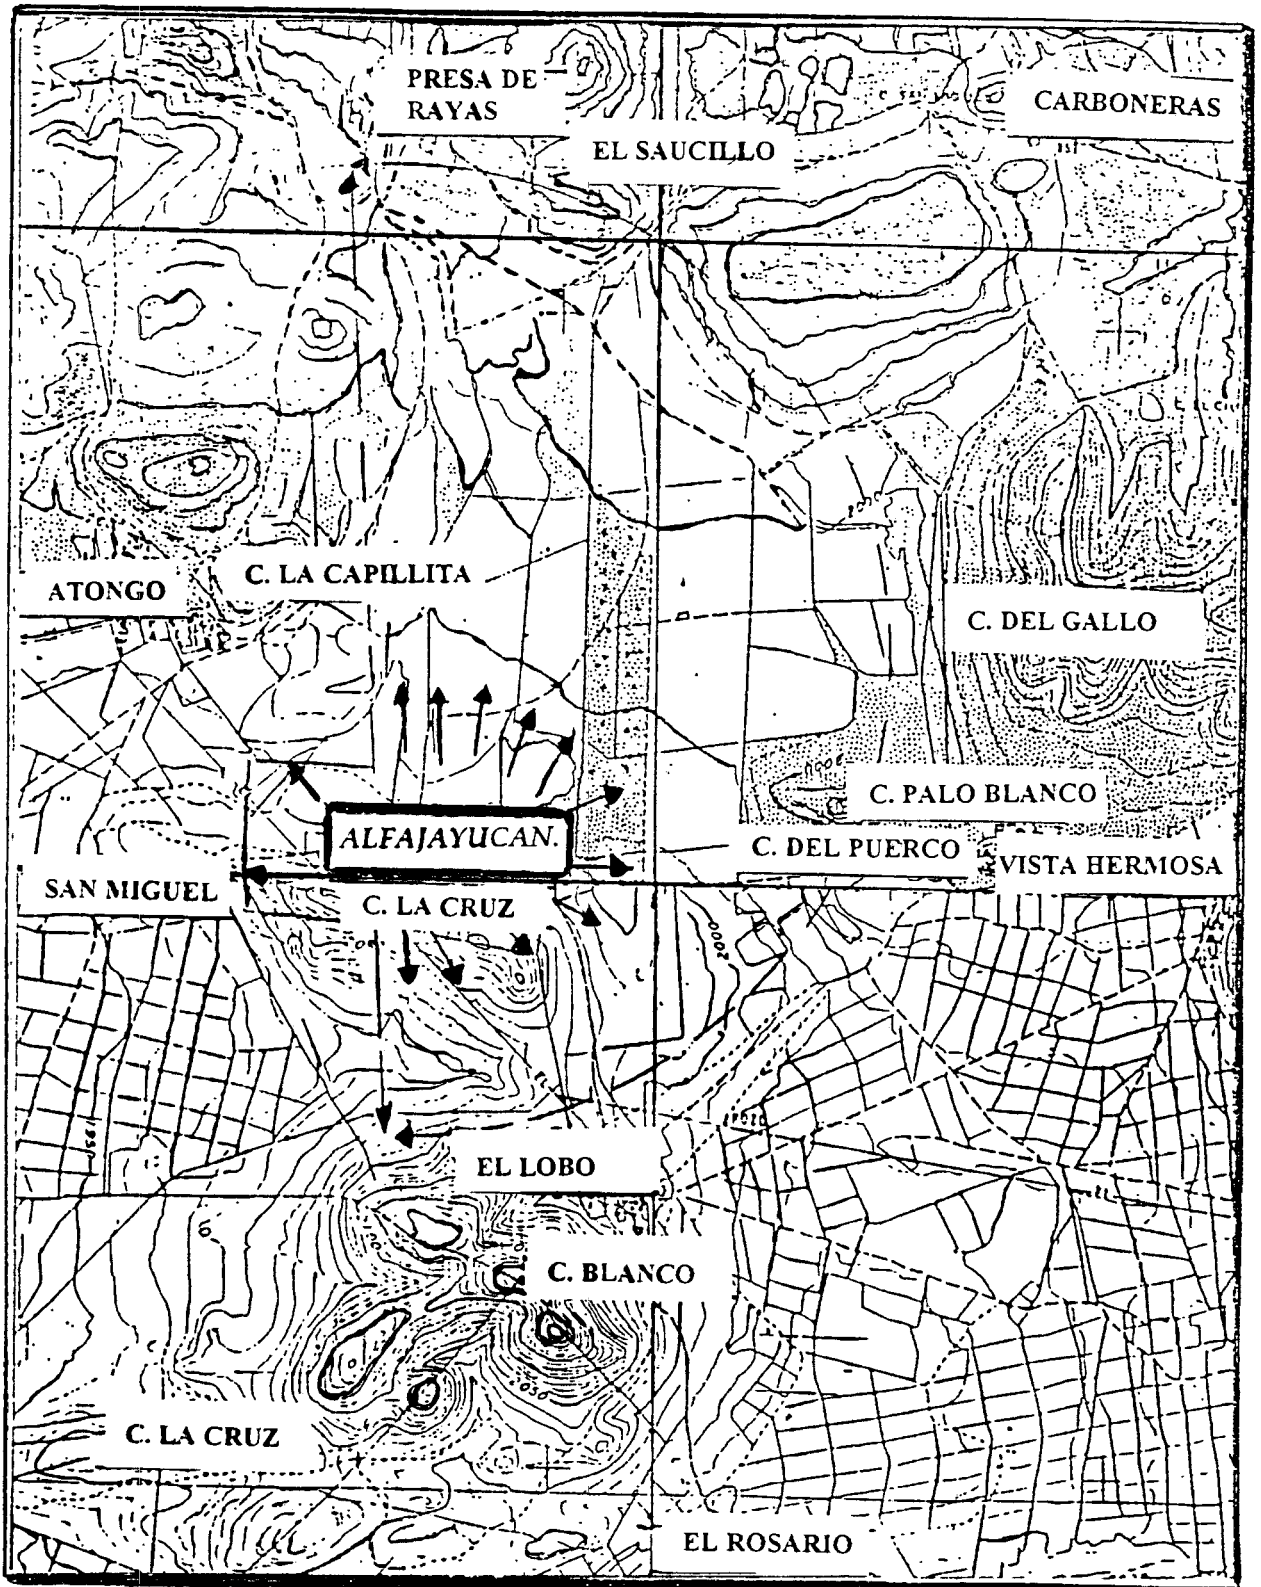 PRESA DE
RAYAS
CARBONERAS
EL SAUCILLO
ATONGO
C. LA CAPILLITA
C. DEL GALLO
C. PALO BLANCO
ALFAJAYUCAN.
C. DEL PUERCO
VISTA HERMOSA
SAN MIGUEL
C. LA CRUZ
2000
EL LOBO
C. BLANCO
C. LA CRUZ
EL ROSARIO